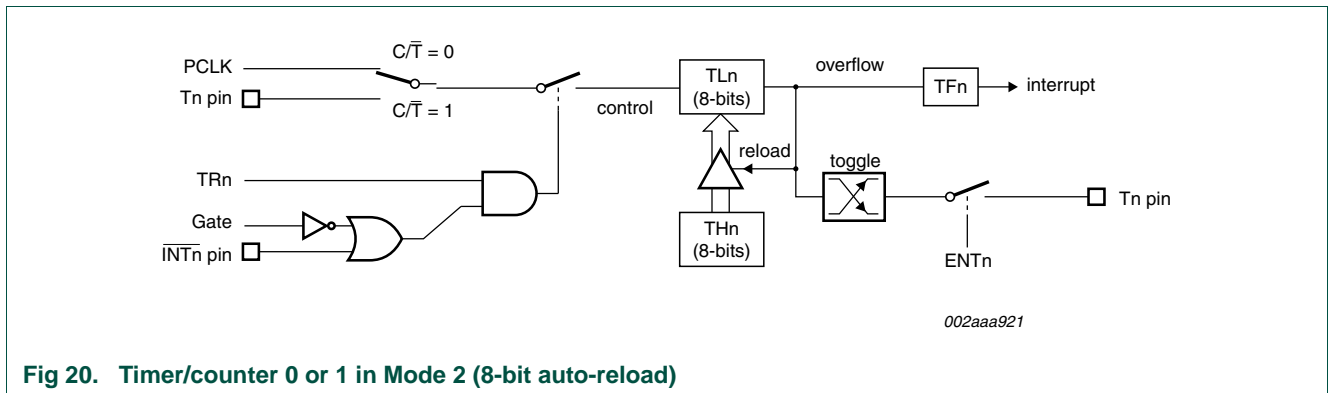 C/T̅ = 0
PCLK
Tn pin
C/T̅ = 1
control
TLn
(8-bits)
overflow
TFn
interrupt
reload
toggle
TRn
Gate
I̅N̅T̅n̅ pin
THn
(8-bits)
Tn pin
ENTn
002aaa921
Fig 20. Timer/counter 0 or 1 in Mode 2 (8-bit auto-reload)